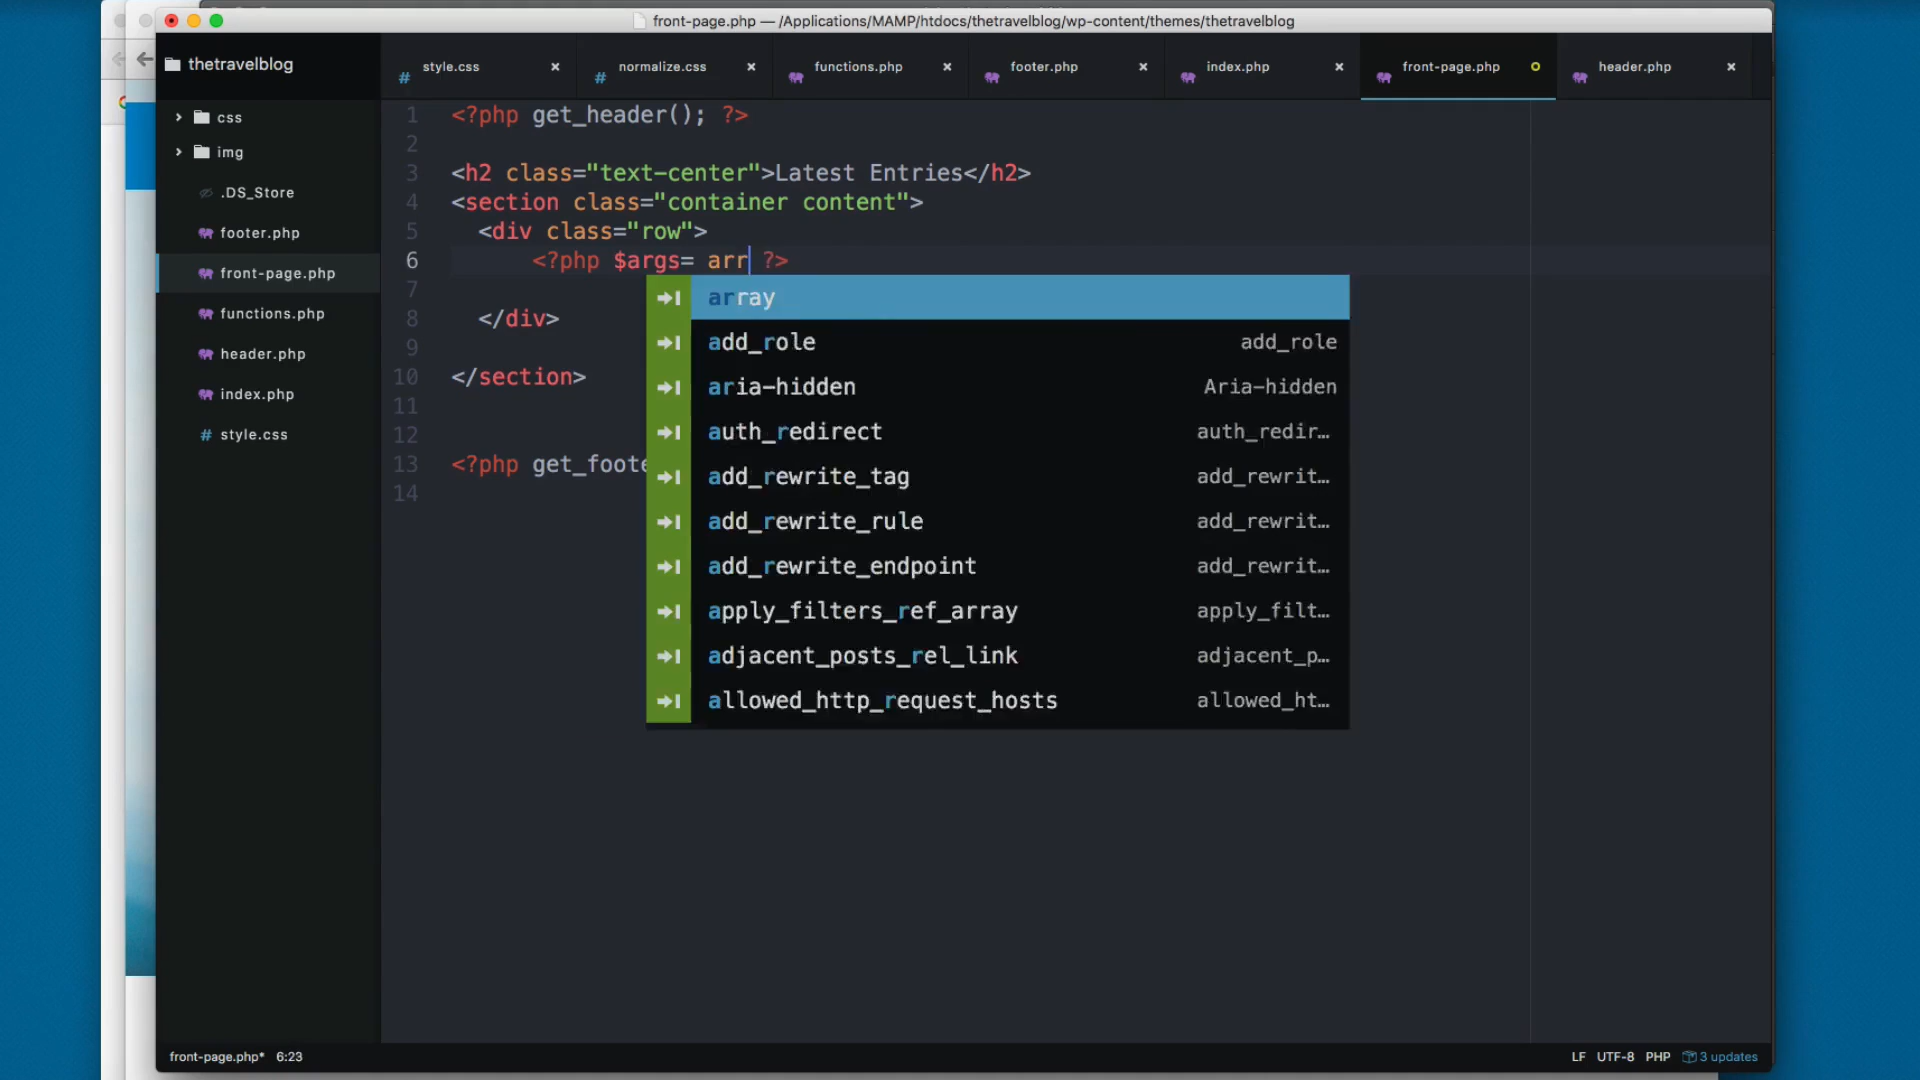 front-page.php — /Applications/MAMP/htdocs/thetravelblog/wp-content/themes/thetravelblog
thetravelblog
style.css
normalize.css
functions.php
footer.php
index.php
front-page.php
header.php
css
img
.DS_Store
footer.php
front-page.php
functions.php
header.php
index.php
# style.css
1 <?php get_header(); ?>
2
3 <h2 class="text-center">Latest Entries</h2>
4 <section class="container content">
5 <div class="row">
6 <?php $args= arr ?>
7
8 </div>
9
10 </section>
11
12
13 <?php get_foote
14
array
add_role add_role
aria-hidden Aria-hidden
auth_redirect auth_redir…
add_rewrite_tag add_rewrit…
add_rewrite_rule add_rewrit…
add_rewrite_endpoint add_rewrit…
apply_filters_ref_array apply_filt…
adjacent_posts_rel_link adjacent_p…
allowed_http_request_hosts allowed_ht…
front-page.php* 6:23
LF UTF-8 PHP 3 updates